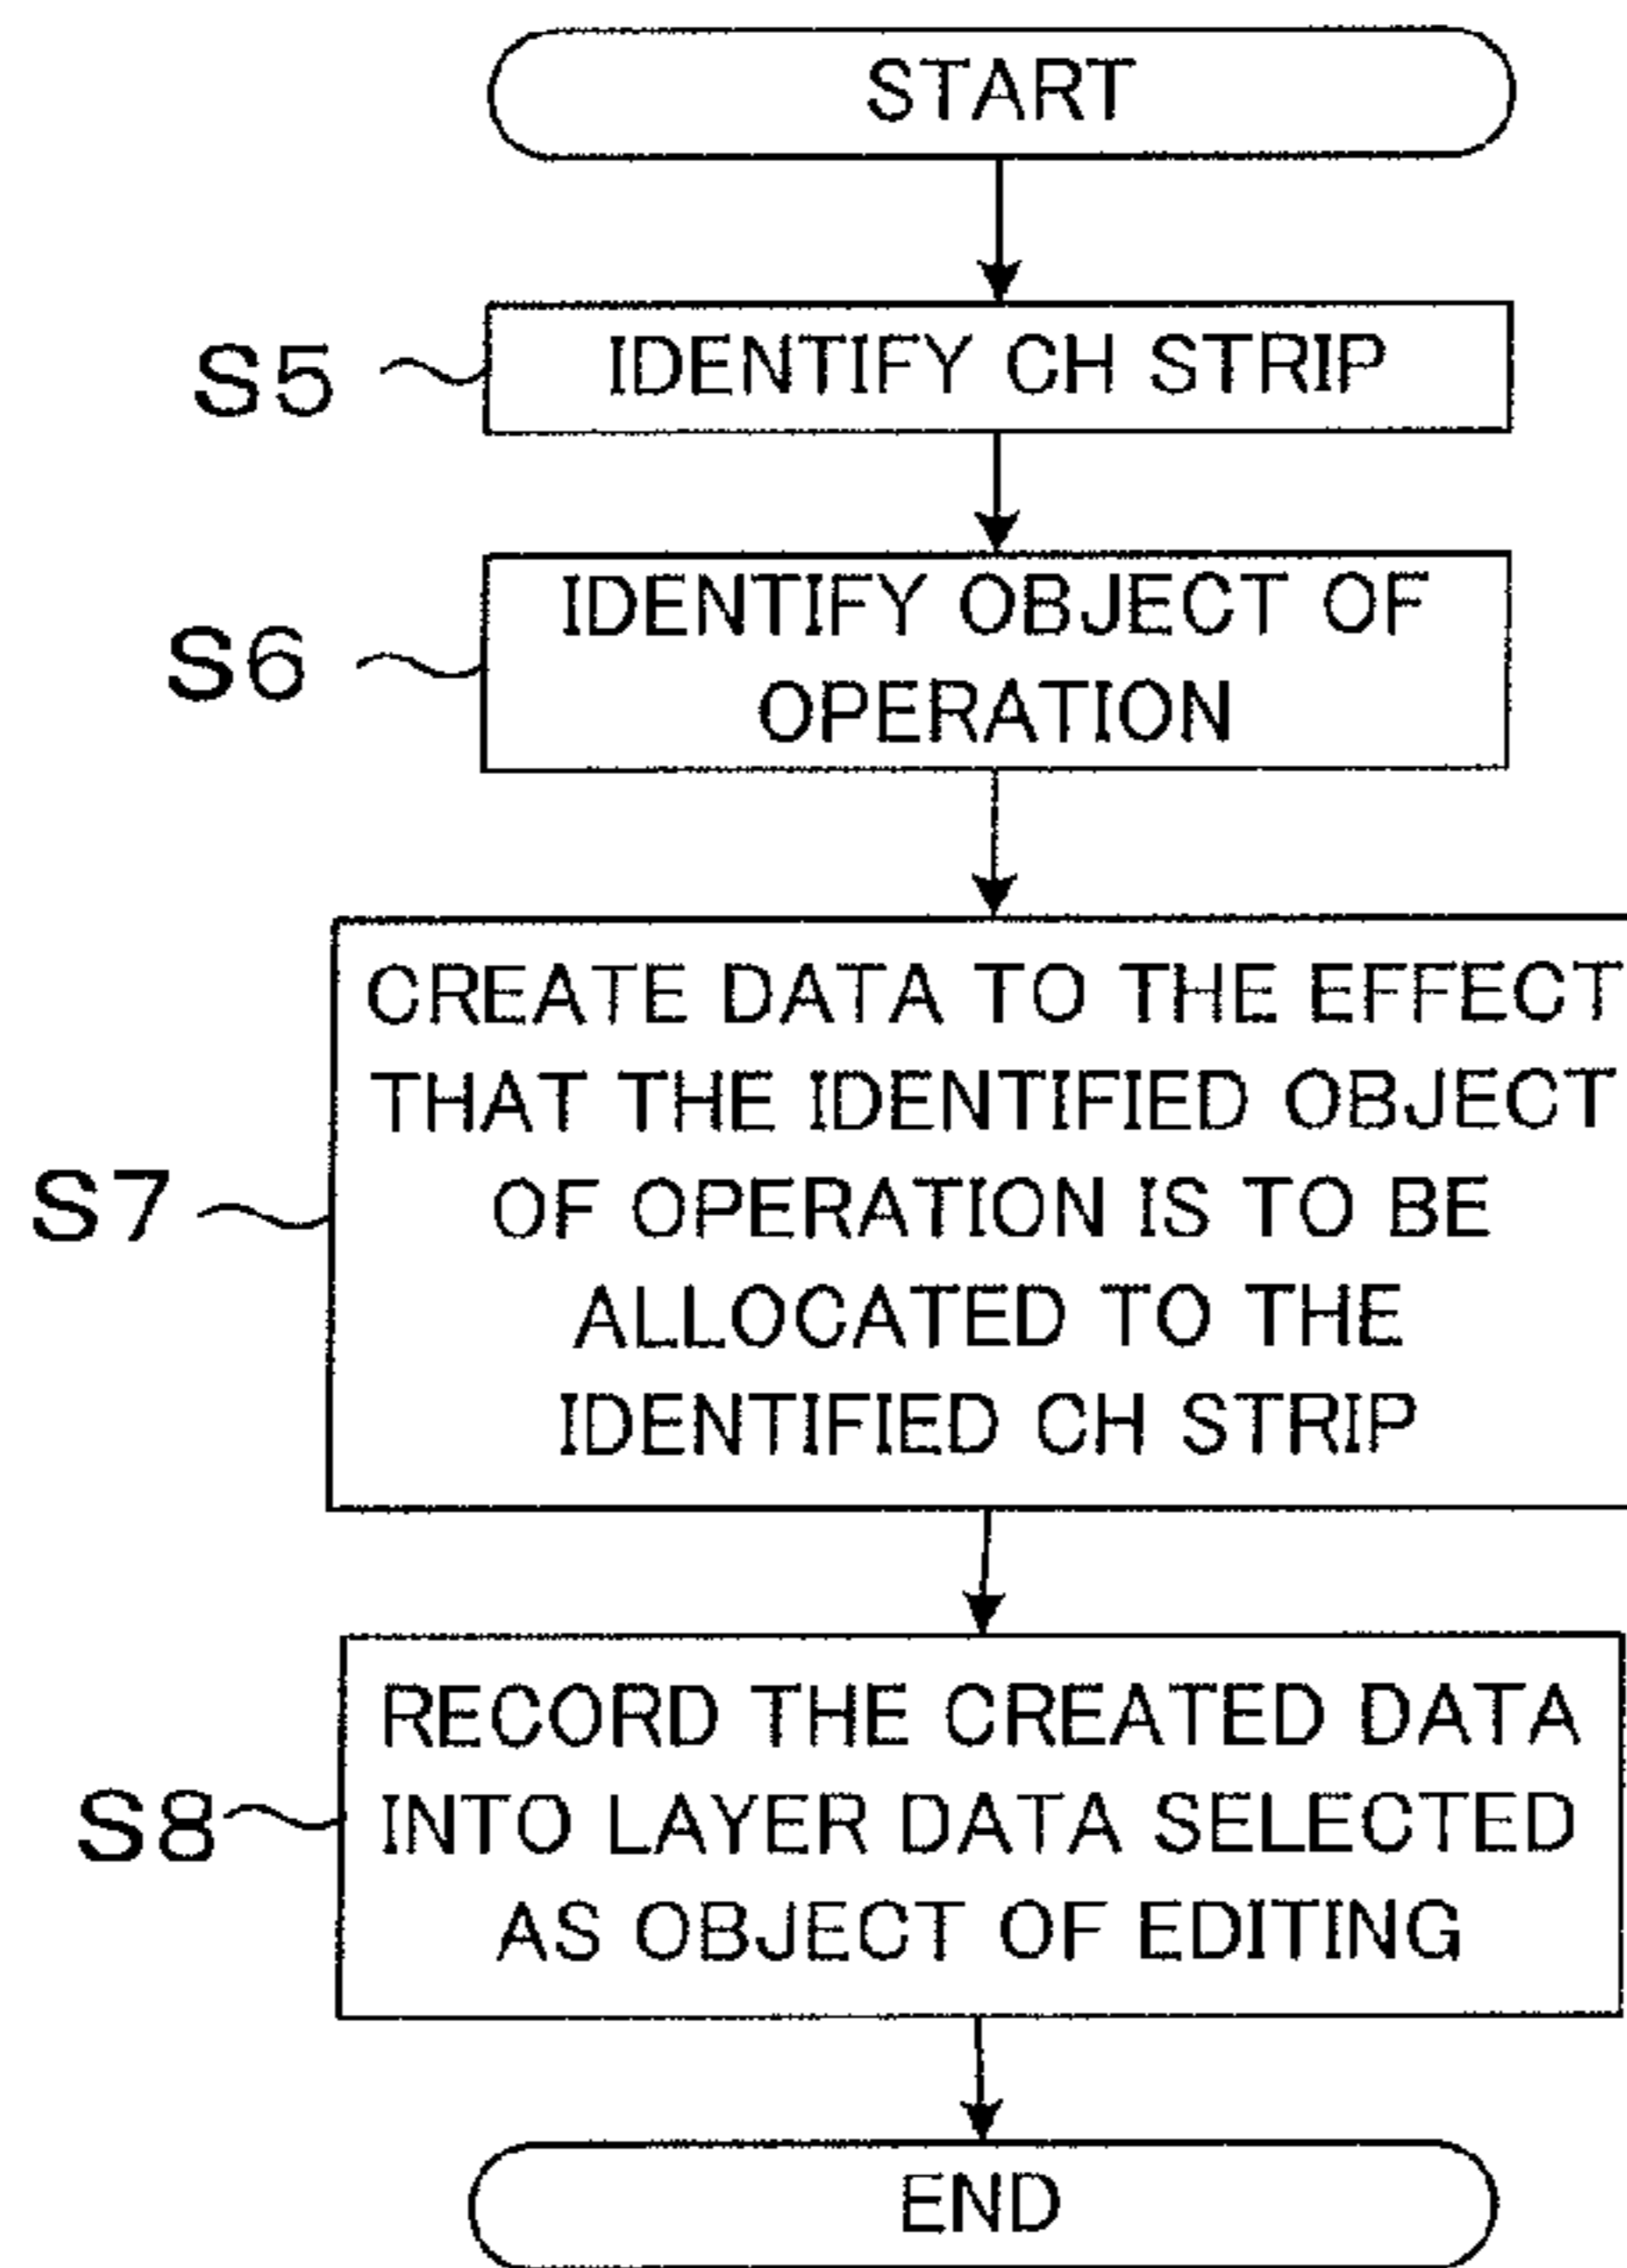 START
S5
IDENTIFY CH STRIP
S6
IDENTIFY OBJECT OF
OPERATION
S7
CREATE DATA TO THE EFFECT
THAT THE IDENTIFIED OBJECT
OF OPERATION IS TO BE
ALLOCATED TO THE
IDENTIFIED CH STRIP
S8
RECORD THE CREATED DATA
INTO LAYER DATA SELECTED
AS OBJECT OF EDITING
END